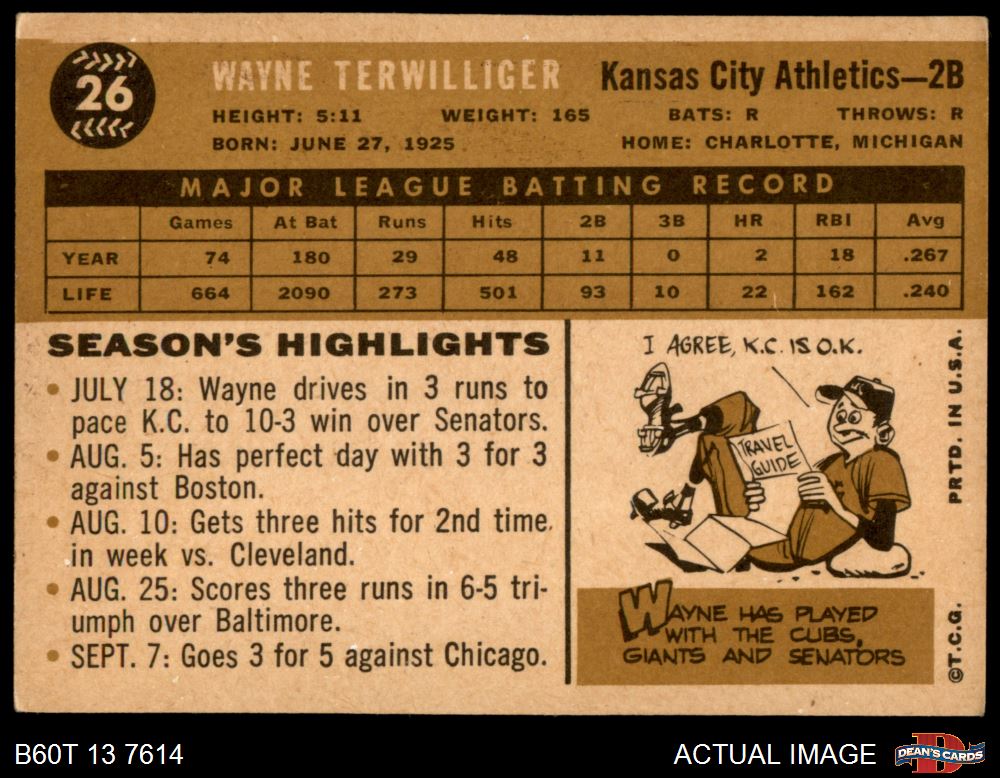 26
WAYNE TERWILLIGER Kansas City Athletics—2B
HEIGHT: 5:11 WEIGHT: 165 BATS: R THROWS: R
BORN: JUNE 27, 1925 HOME: CHARLOTTE, MICHIGAN
MAJOR LEAGUE BATTING RECORD
Games At Bat Runs Hits 2B 3B HR RBI Avg
YEAR 74 180 29 48 11 0 2 18 .267
LIFE 664 2090 273 501 93 10 22 162 .240
SEASON'S HIGHLIGHTS
• JULY 18: Wayne drives in 3 runs to
pace K.C. to 10-3 win over Senators.
• AUG. 5: Has perfect day with 3 for 3
against Boston.
• AUG. 10: Gets three hits for 2nd time
in week vs. Cleveland.
• AUG. 25: Scores three runs in 6-5 tri-
umph over Baltimore.
• SEPT. 7: Goes 3 for 5 against Chicago.
I AGREE, K.C. IS O.K.
TRAVEL
GUIDE
WAYNE HAS PLAYED
WITH THE CUBS,
GIANTS AND SENATORS
PRTD. IN U.S.A.
©T.C.G.
B60T 13 7614 ACTUAL IMAGE DEAN'S CARDS